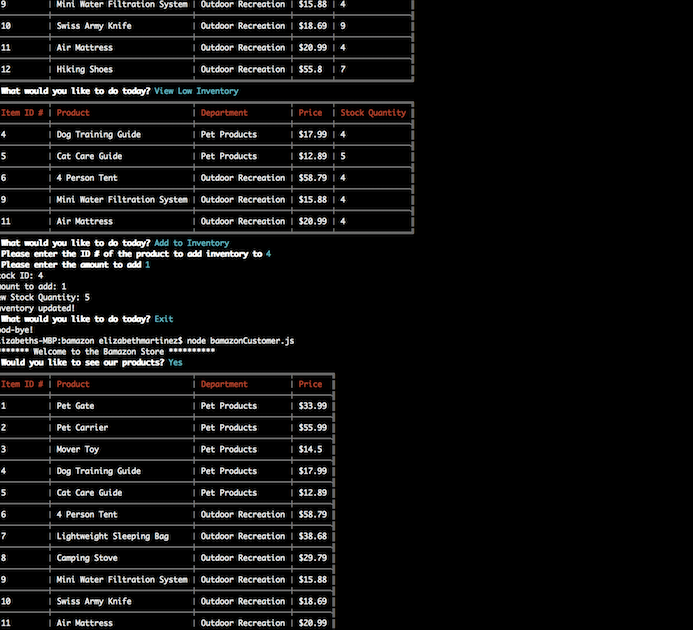 9 | Mini Water Filtration System | Outdoor Recreation | $15.88 | 4
10 | Swiss Army Knife | Outdoor Recreation | $18.69 | 9
11 | Air Mattress | Outdoor Recreation | $20.99 | 4
12 | Hiking Shoes | Outdoor Recreation | $55.8 | 7
What would you like to do today? View Low Inventory
Item ID # | Product | Department | Price | Stock Quantity
4 | Dog Training Guide | Pet Products | $17.99 | 4
5 | Cat Care Guide | Pet Products | $12.89 | 5
6 | 4 Person Tent | Outdoor Recreation | $58.79 | 4
9 | Mini Water Filtration System | Outdoor Recreation | $15.88 | 4
11 | Air Mattress | Outdoor Recreation | $20.99 | 4
What would you like to do today? Add to Inventory
Please enter the ID # of the product to add inventory to 4
Please enter the amount to add 1
ock ID: 4
ount to add: 1
w Stock Quantity: 5
ventory updated!
What would you like to do today? Exit
od-bye!
izabeths-MBP:bamazon elizabethmartinez$ node bamazonCustomer.js
****** Welcome to the Bamazon Store **********
Would you like to see our products? Yes
Item ID # | Product | Department | Price
1 | Pet Gate | Pet Products | $33.99
2 | Pet Carrier | Pet Products | $55.99
3 | Mover Toy | Pet Products | $14.5
4 | Dog Training Guide | Pet Products | $17.99
5 | Cat Care Guide | Pet Products | $12.89
6 | 4 Person Tent | Outdoor Recreation | $58.79
7 | Lightweight Sleeping Bag | Outdoor Recreation | $38.68
8 | Camping Stove | Outdoor Recreation | $29.79
9 | Mini Water Filtration System | Outdoor Recreation | $15.88
10 | Swiss Army Knife | Outdoor Recreation | $18.69
11 | Air Mattress | Outdoor Recreation | $20.99